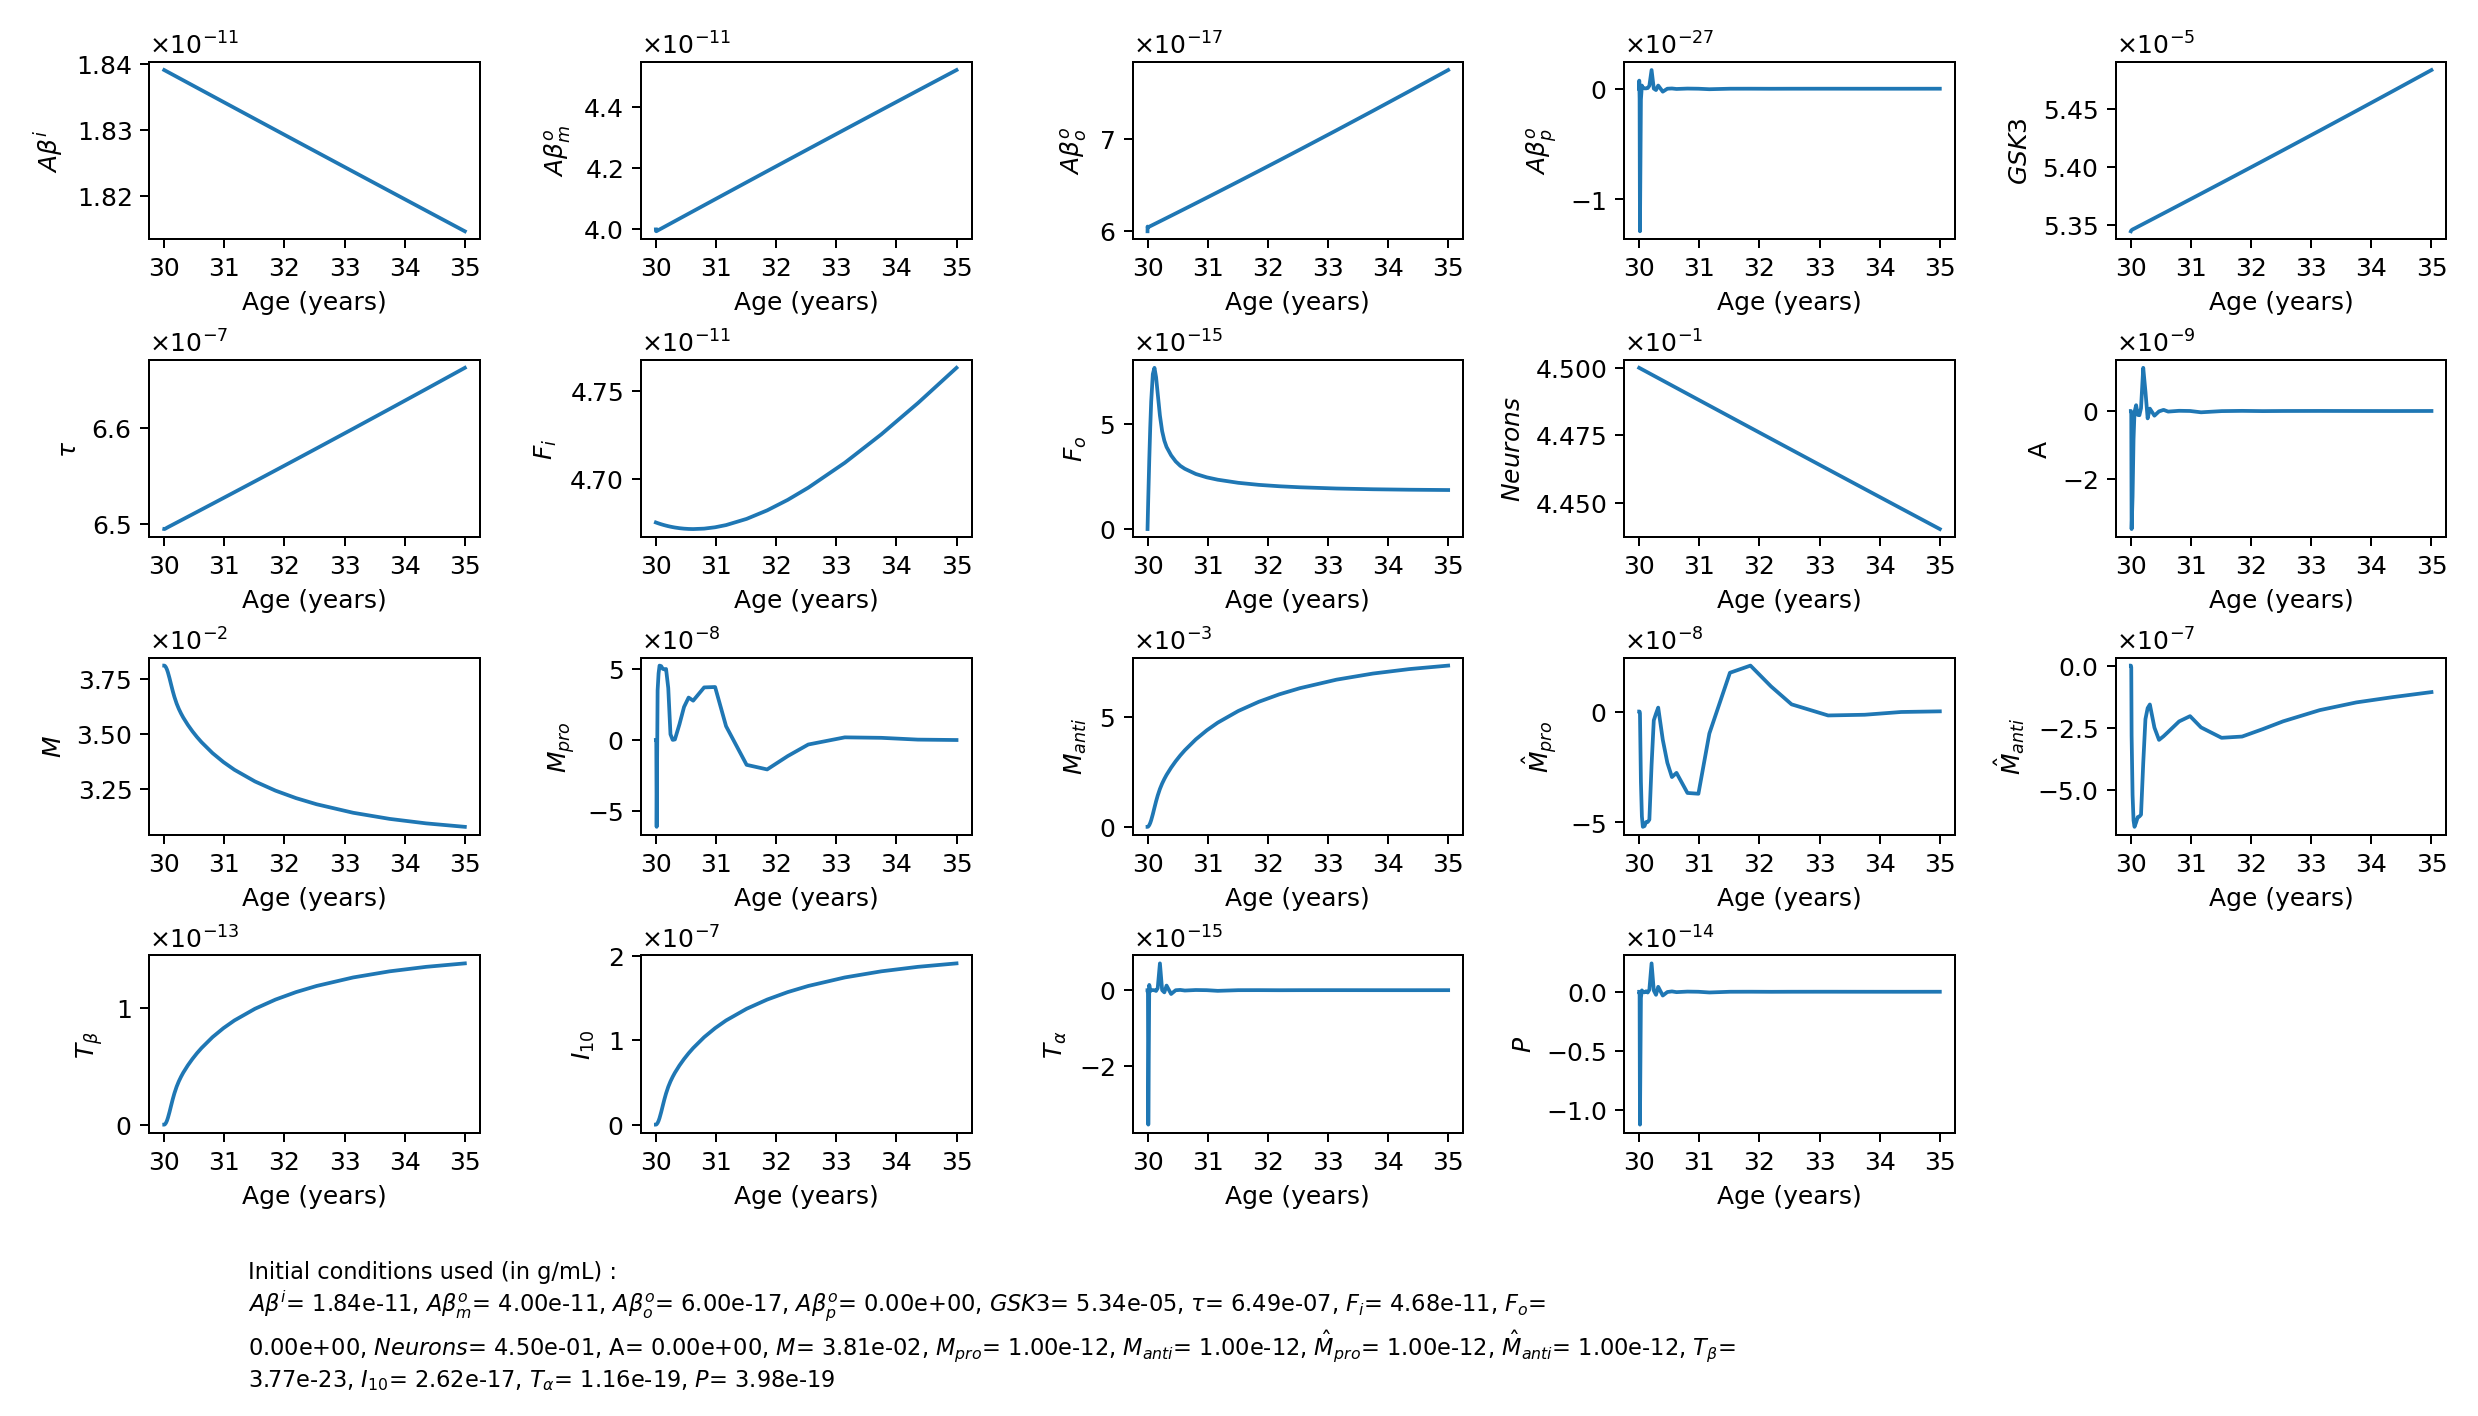 ×10⁻¹¹ ×10⁻¹¹ ×10⁻¹⁷ ×10⁻²⁷ ×10⁻⁵
Aβⁱ 1.84 1.83 1.82
Aβₘᵒ 4.4 4.2 4.0
Aβₒᵒ 7 6
Aβₚᵒ 0 −1
GSK3 5.45 5.40 5.35
30 31 32 33 34 35 30 31 32 33 34 35 30 31 32 33 34 35 30 31 32 33 34 35 30 31 32 33 34 35
Age (years) Age (years) Age (years) Age (years) Age (years)
×10⁻⁷ ×10⁻¹¹ ×10⁻¹⁵ ×10⁻¹ ×10⁻⁹
τ 6.6 6.5
Fᵢ 4.75 4.70
Fₒ 5 0
Neurons 4.500 4.475 4.450
A 0 −2
30 31 32 33 34 35 30 31 32 33 34 35 30 31 32 33 34 35 30 31 32 33 34 35 30 31 32 33 34 35
Age (years) Age (years) Age (years) Age (years) Age (years)
×10⁻² ×10⁻⁸ ×10⁻³ ×10⁻⁸ ×10⁻⁷
M 3.75 3.50 3.25
M_pro 5 0 −5
M_anti 5 0
M̂_pro 0 −5
M̂_anti 0.0 −2.5 −5.0
30 31 32 33 34 35 30 31 32 33 34 35 30 31 32 33 34 35 30 31 32 33 34 35 30 31 32 33 34 35
Age (years) Age (years) Age (years) Age (years) Age (years)
×10⁻¹³ ×10⁻⁷ ×10⁻¹⁵ ×10⁻¹⁴
T_β 1 0
I₁₀ 2 1 0
T_α 0 −2
P 0.0 −0.5 −1.0
30 31 32 33 34 35 30 31 32 33 34 35 30 31 32 33 34 35 30 31 32 33 34 35
Age (years) Age (years) Age (years) Age (years)
Initial conditions used (in g/mL) :
Aβⁱ= 1.84e-11, Aβₘᵒ= 4.00e-11, Aβₒᵒ= 6.00e-17, Aβₚᵒ= 0.00e+00, GSK3= 5.34e-05, τ= 6.49e-07, Fᵢ= 4.68e-11, Fₒ=
0.00e+00, Neurons= 4.50e-01, A= 0.00e+00, M= 3.81e-02, M_pro= 1.00e-12, M_anti= 1.00e-12, M̂_pro= 1.00e-12, M̂_anti= 1.00e-12, T_β=
3.77e-23, I₁₀= 2.62e-17, T_α= 1.16e-19, P= 3.98e-19